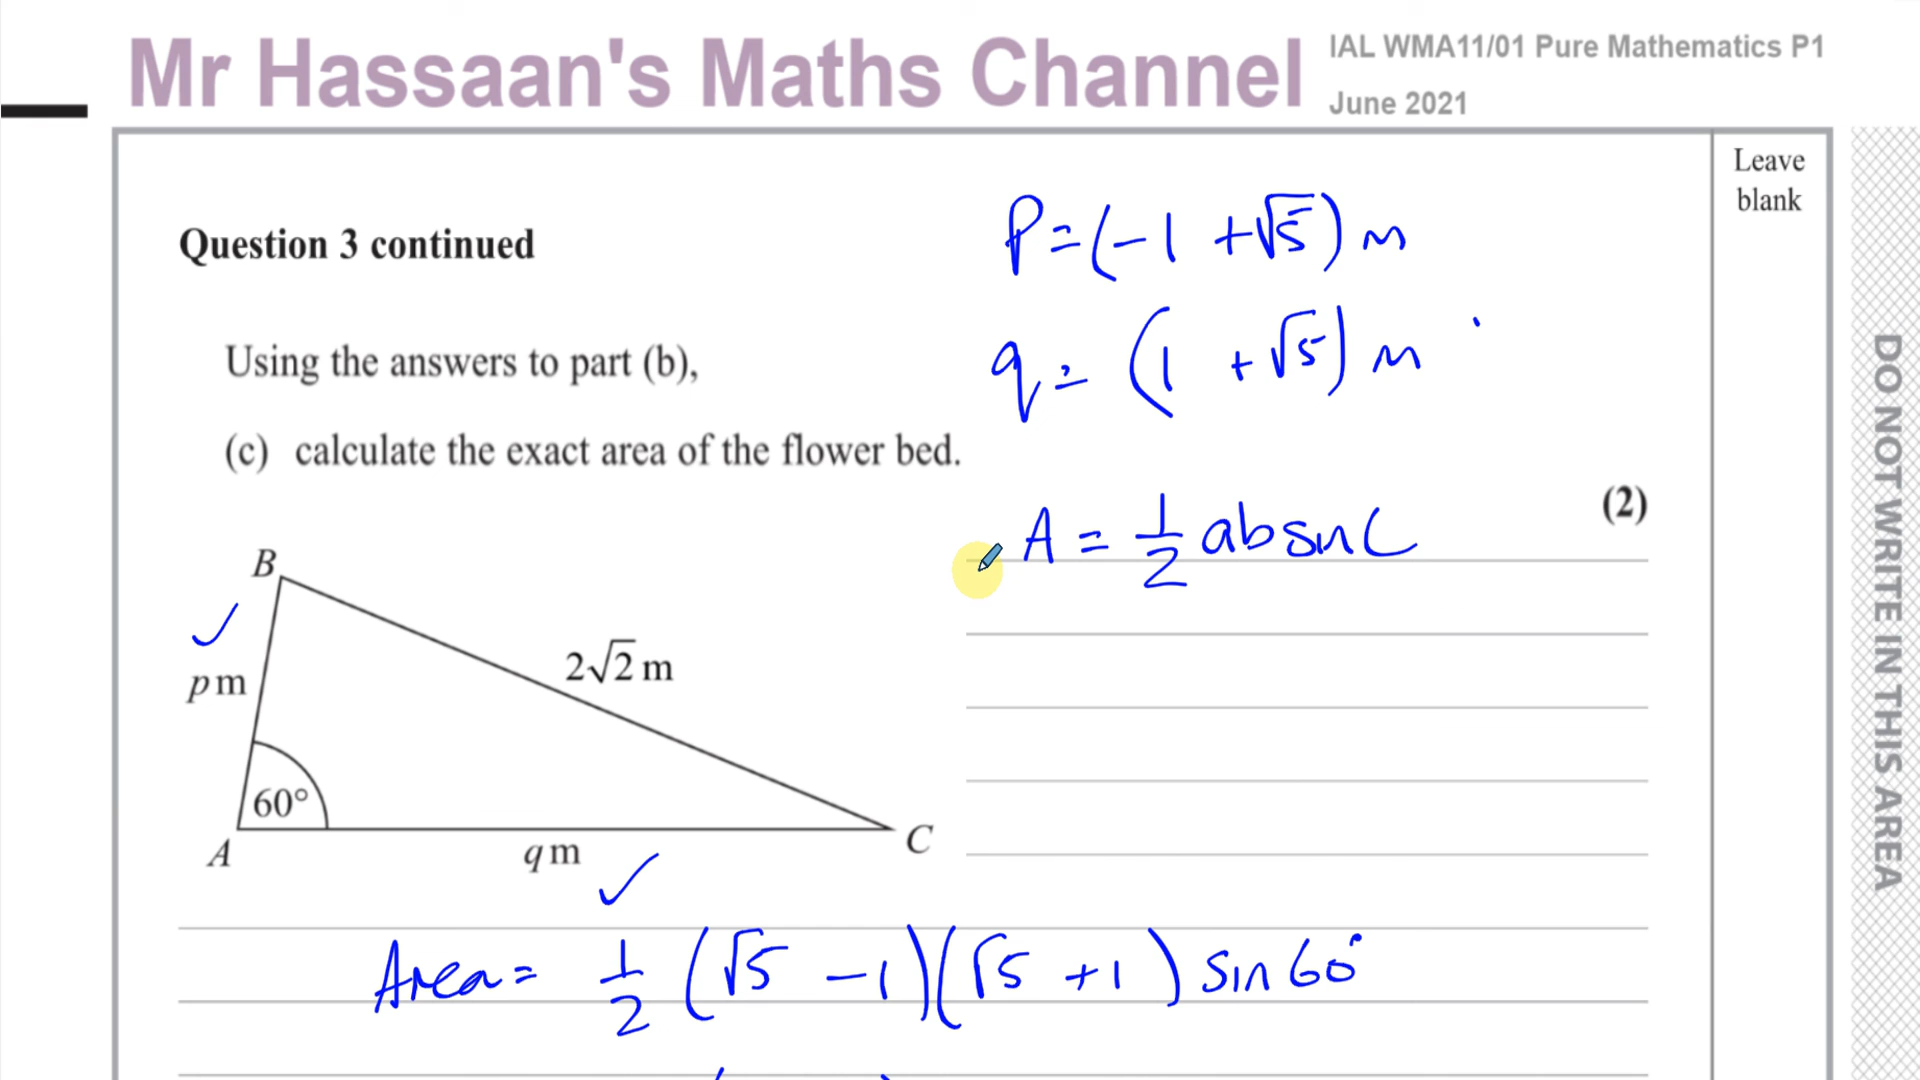 Mr Hassaan's Maths Channel
IAL WMA11/01 Pure Mathematics P1
June 2021
Leave
blank
Question 3 continued
P = (-1 + √5) m
q = (1 + √5) m
Using the answers to part (b),
(c) calculate the exact area of the flower bed.
(2)
A = 1/2 ab sin C
B
p m
2√2 m
60°
A
q m
C
Area = 1/2 (√5 - 1)(√5 + 1) sin 60°
DO NOT WRITE IN THIS AREA